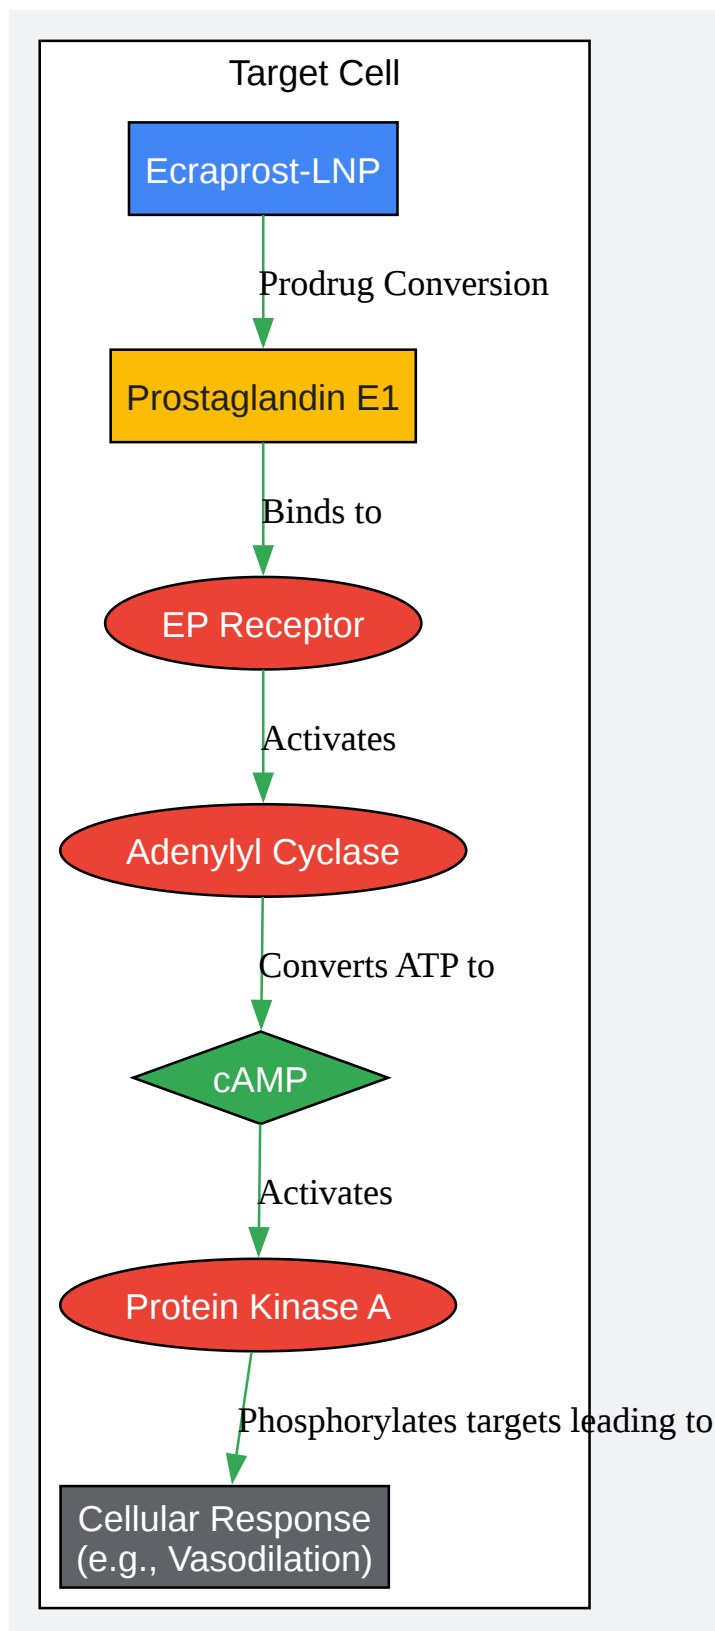 Target Cell
Ecraprost-LNP
Prodrug Conversion
Prostaglandin E1
Binds to
EP Receptor
Activates
Adenylyl Cyclase
Converts ATP to
cAMP
Activates
Protein Kinase A
Phosphorylates targets leading to
Cellular Response
(e.g., Vasodilation)